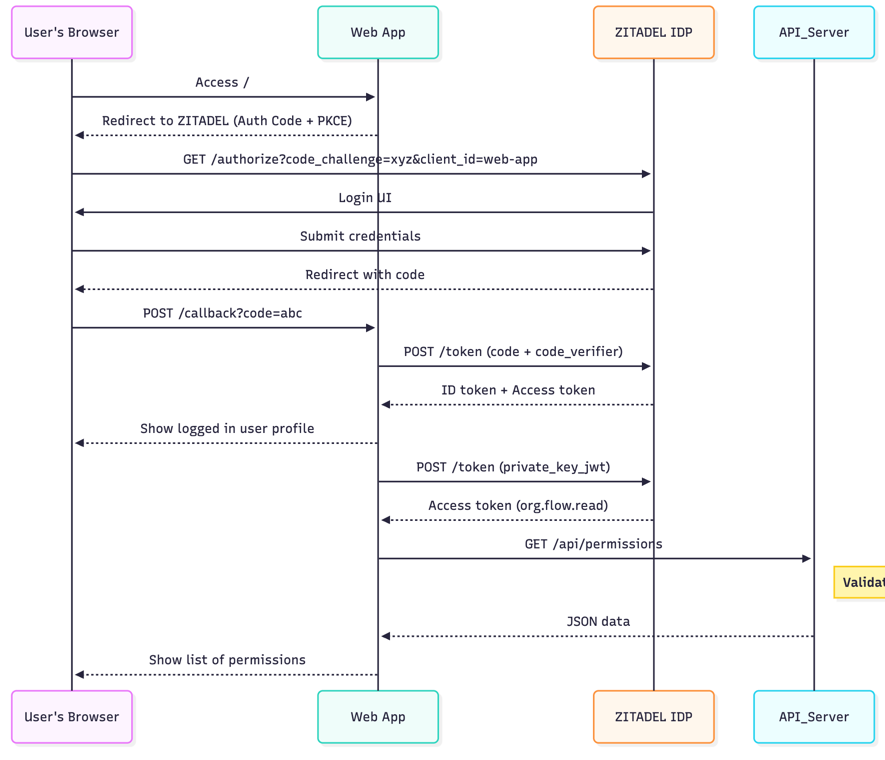 User's Browser
Web App
ZITADEL IDP
API_Server
Access /
Redirect to ZITADEL (Auth Code + PKCE)
GET /authorize?code_challenge=xyz&client_id=web-app
Login UI
Submit credentials
Redirect with code
POST /callback?code=abc
POST /token (code + code_verifier)
ID token + Access token
Show logged in user profile
POST /token (private_key_jwt)
Access token (org.flow.read)
GET /api/permissions
JSON data
Show list of permissions
User's Browser
Web App
ZITADEL IDP
API_Server